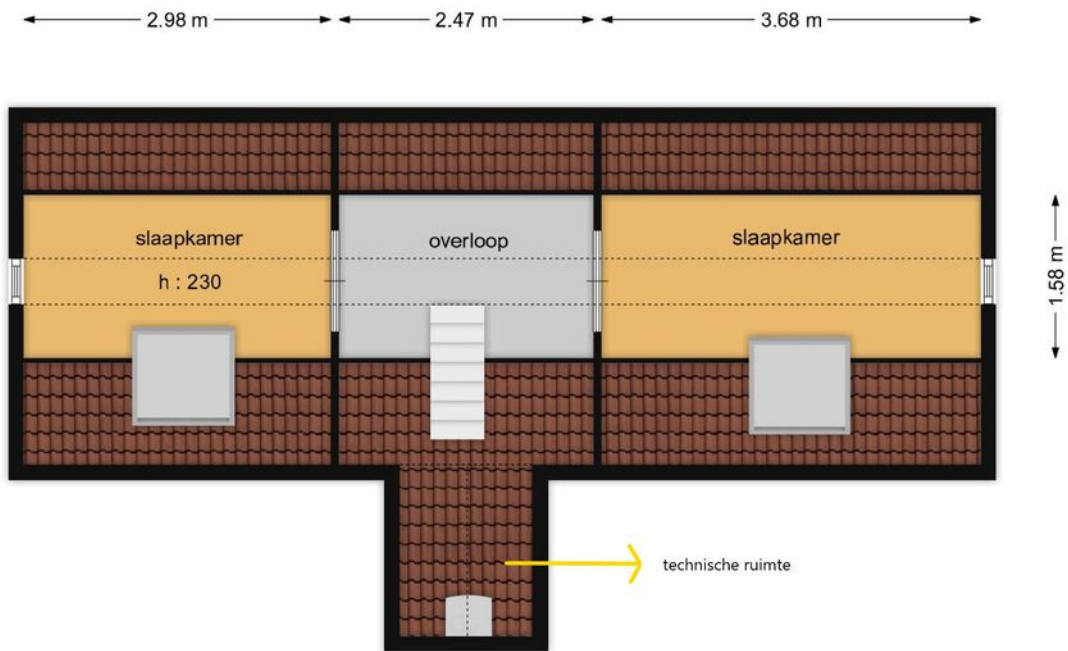 2.98 m
2.47 m
3.68 m
slaapkamer
overloop
slaapkamer
h : 230
1.58 m
technische ruimte